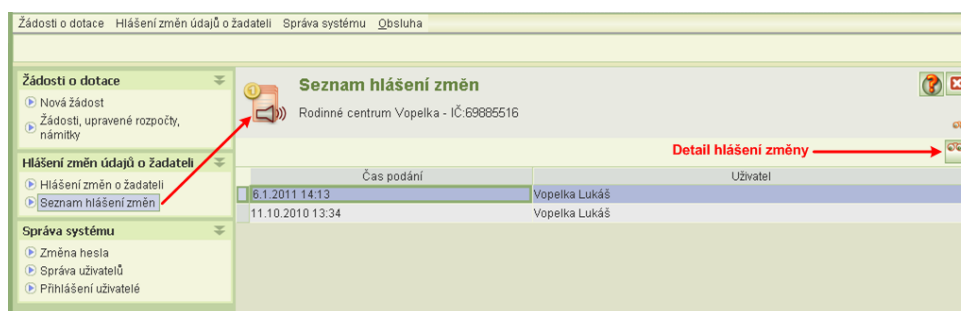 Žádosti o dotace Hlášení změn údajů o žadateli Správa systému Obsluha
Žádosti o dotace
Nová žádost
Žádosti, upravené rozpočty,
námitky
Hlášení změn údajů o žadateli
Hlášení změn o žadateli
Seznam hlášení změn
Správa systému
Změna hesla
Správa uživatelů
Přihlášení uživatelé
Seznam hlášení změn
Rodinné centrum Vopelka - IČ:69885516
Detail hlášení změny
Čas podání Uživatel
6.1.2011 14:13 Vopelka Lukáš
11.10.2010 13:34 Vopelka Lukáš